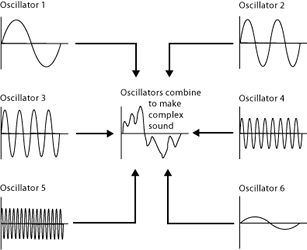 Oscillator 1
Oscillator 2
Oscillators combine
to make
complex
sound
Oscillator 3
Oscillator 4
Oscillator 5
Oscillator 6